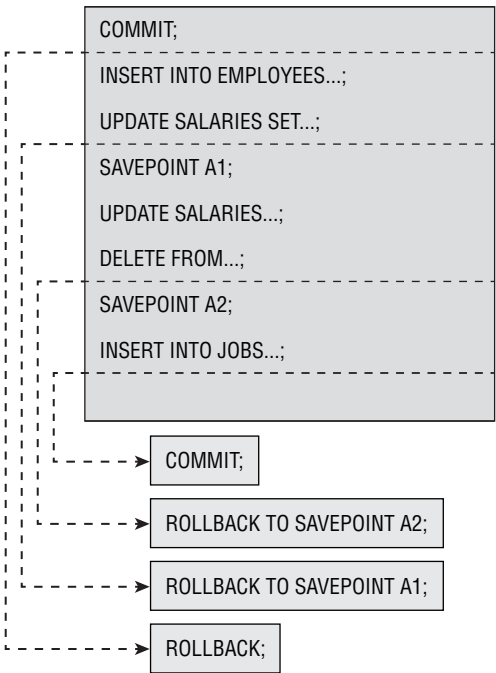 COMMIT;
INSERT INTO EMPLOYEES...;
UPDATE SALARIES SET...;
SAVEPOINT A1;
UPDATE SALARIES...;
DELETE FROM...;
SAVEPOINT A2;
INSERT INTO JOBS...;
COMMIT;
ROLLBACK TO SAVEPOINT A2;
ROLLBACK TO SAVEPOINT A1;
ROLLBACK;